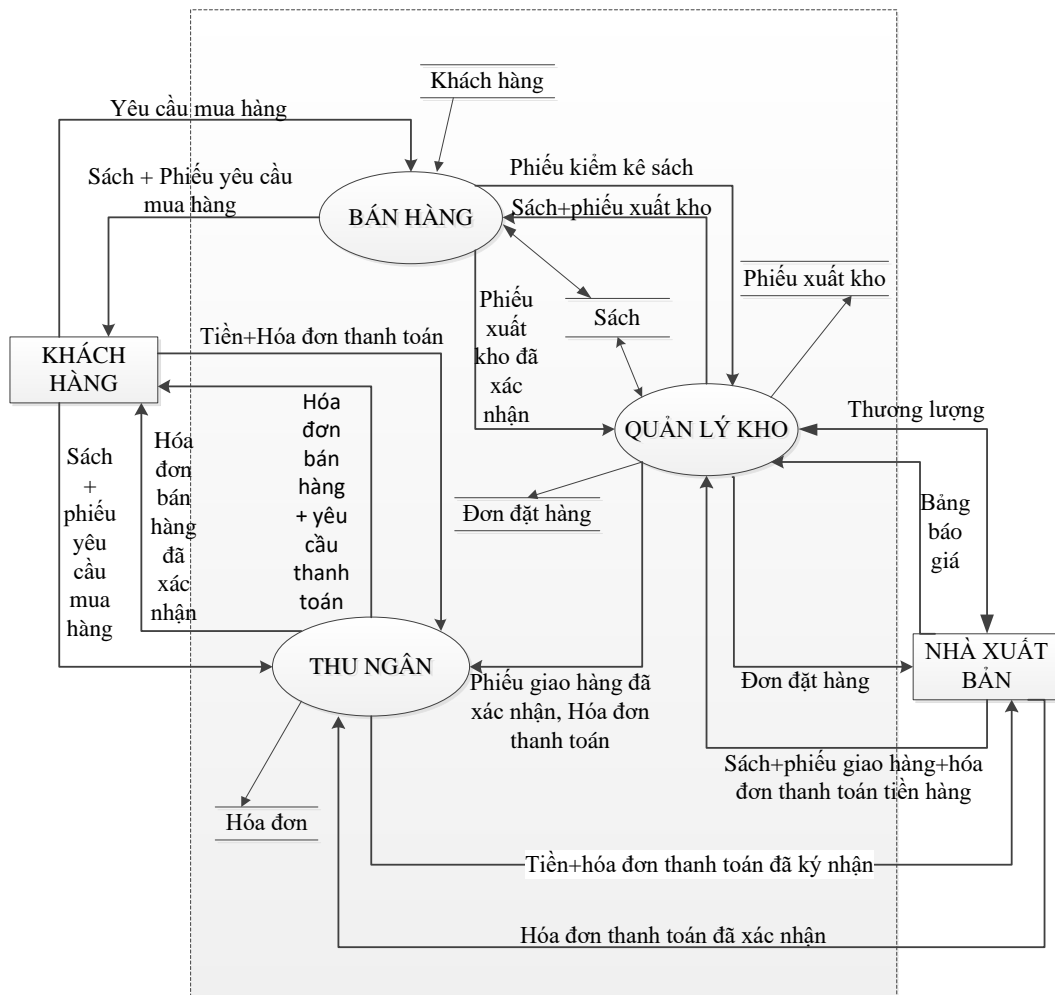 Khách hàng
Yêu cầu mua hàng
Phiếu kiểm kê sách
Sách + Phiếu yêu cầu
mua hàng
BÁN HÀNG
Sách+phiếu xuất kho
Phiếu xuất kho
Phiếu
xuất
kho đã
xác
nhận
Sách
Tiền+Hóa đơn thanh toán
KHÁCH
HÀNG
Thương lượng
QUẢN LÝ KHO
Hóa
đơn
bán
hàng
+ yêu
cầu
thanh
toán
Hóa
đơn
bán
hàng
đã
xác
nhận
Sách
+
phiếu
yêu
cầu
mua
hàng
Đơn đặt hàng
Bảng
báo
giá
THU NGÂN
NHÀ XUẤT
BẢN
Phiếu giao hàng đã
xác nhận, Hóa đơn
thanh toán
Đơn đặt hàng
Sách+phiếu giao hàng+hóa
đơn thanh toán tiền hàng
Hóa đơn
Tiền+hóa đơn thanh toán đã ký nhận
Hóa đơn thanh toán đã xác nhận